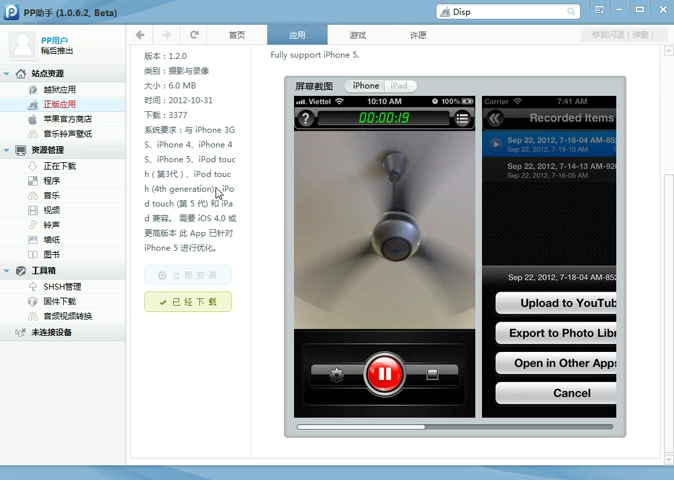 PP助手 (1.0.6.2, Beta)
Disp
PP用户
稍后推出
首页
应用
游戏
许愿
修复闪退（弹窗）
站点资源
越狱应用
正版应用
苹果官方商店
音乐铃声壁纸
资源管理
正在下载
程序
音乐
视频
铃声
墙纸
图书
工具箱
SHSH管理
固件下载
音频视频转换
未连接设备
版本：1.2.0
类别：摄影与录像
大小：6.0 MB
时间：2012-10-31
下载：3377
系统要求：与 iPhone 3G
S、iPhone 4、iPhone 4
S、iPhone 5、iPod touc
h（第3代）、iPod touc
h (4th generation)、iPo
d touch (第 5 代) 和 iPa
d 兼容。 需要 iOS 4.0 或
更高版本 此 App 已针对
iPhone 5 进行优化。
立即安装
已经下载
Fully support iPhone 5.
屏幕截图
iPhone
iPad
Viettel
10:10 AM
100%
00:00:19
Carrier
7:41 AM
Recorded Items
Sep 22, 2012, 7-18-04 AM-852
Sep 22, 2012, 7-19-10 AM
Sep 22, 2012, 7-14-13 AM-926
Sep 22, 2012, 7-16-05 AM
Sep 22, 2012, 7-18-04 AM-852
Upload to YouTub
Export to Photo Libr
Open in Other Apps
Cancel